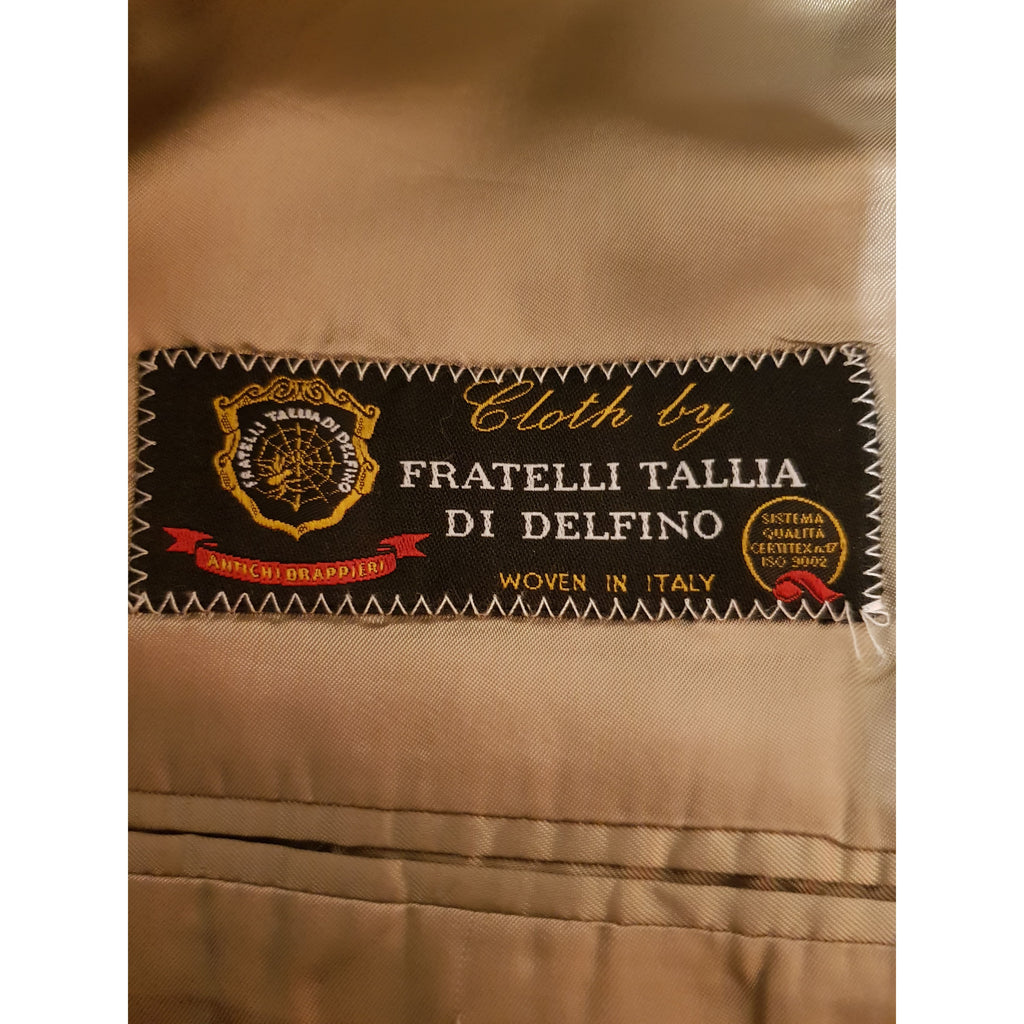 FRATELLI TALLIA DI DELFINO
ANTICHI DRAPPIERI
Cloth by
FRATELLI TALLIA
DI DELFINO
WOVEN IN ITALY
SISTEMA
QUALITÀ
CERTITEX n.17
ISO 9002